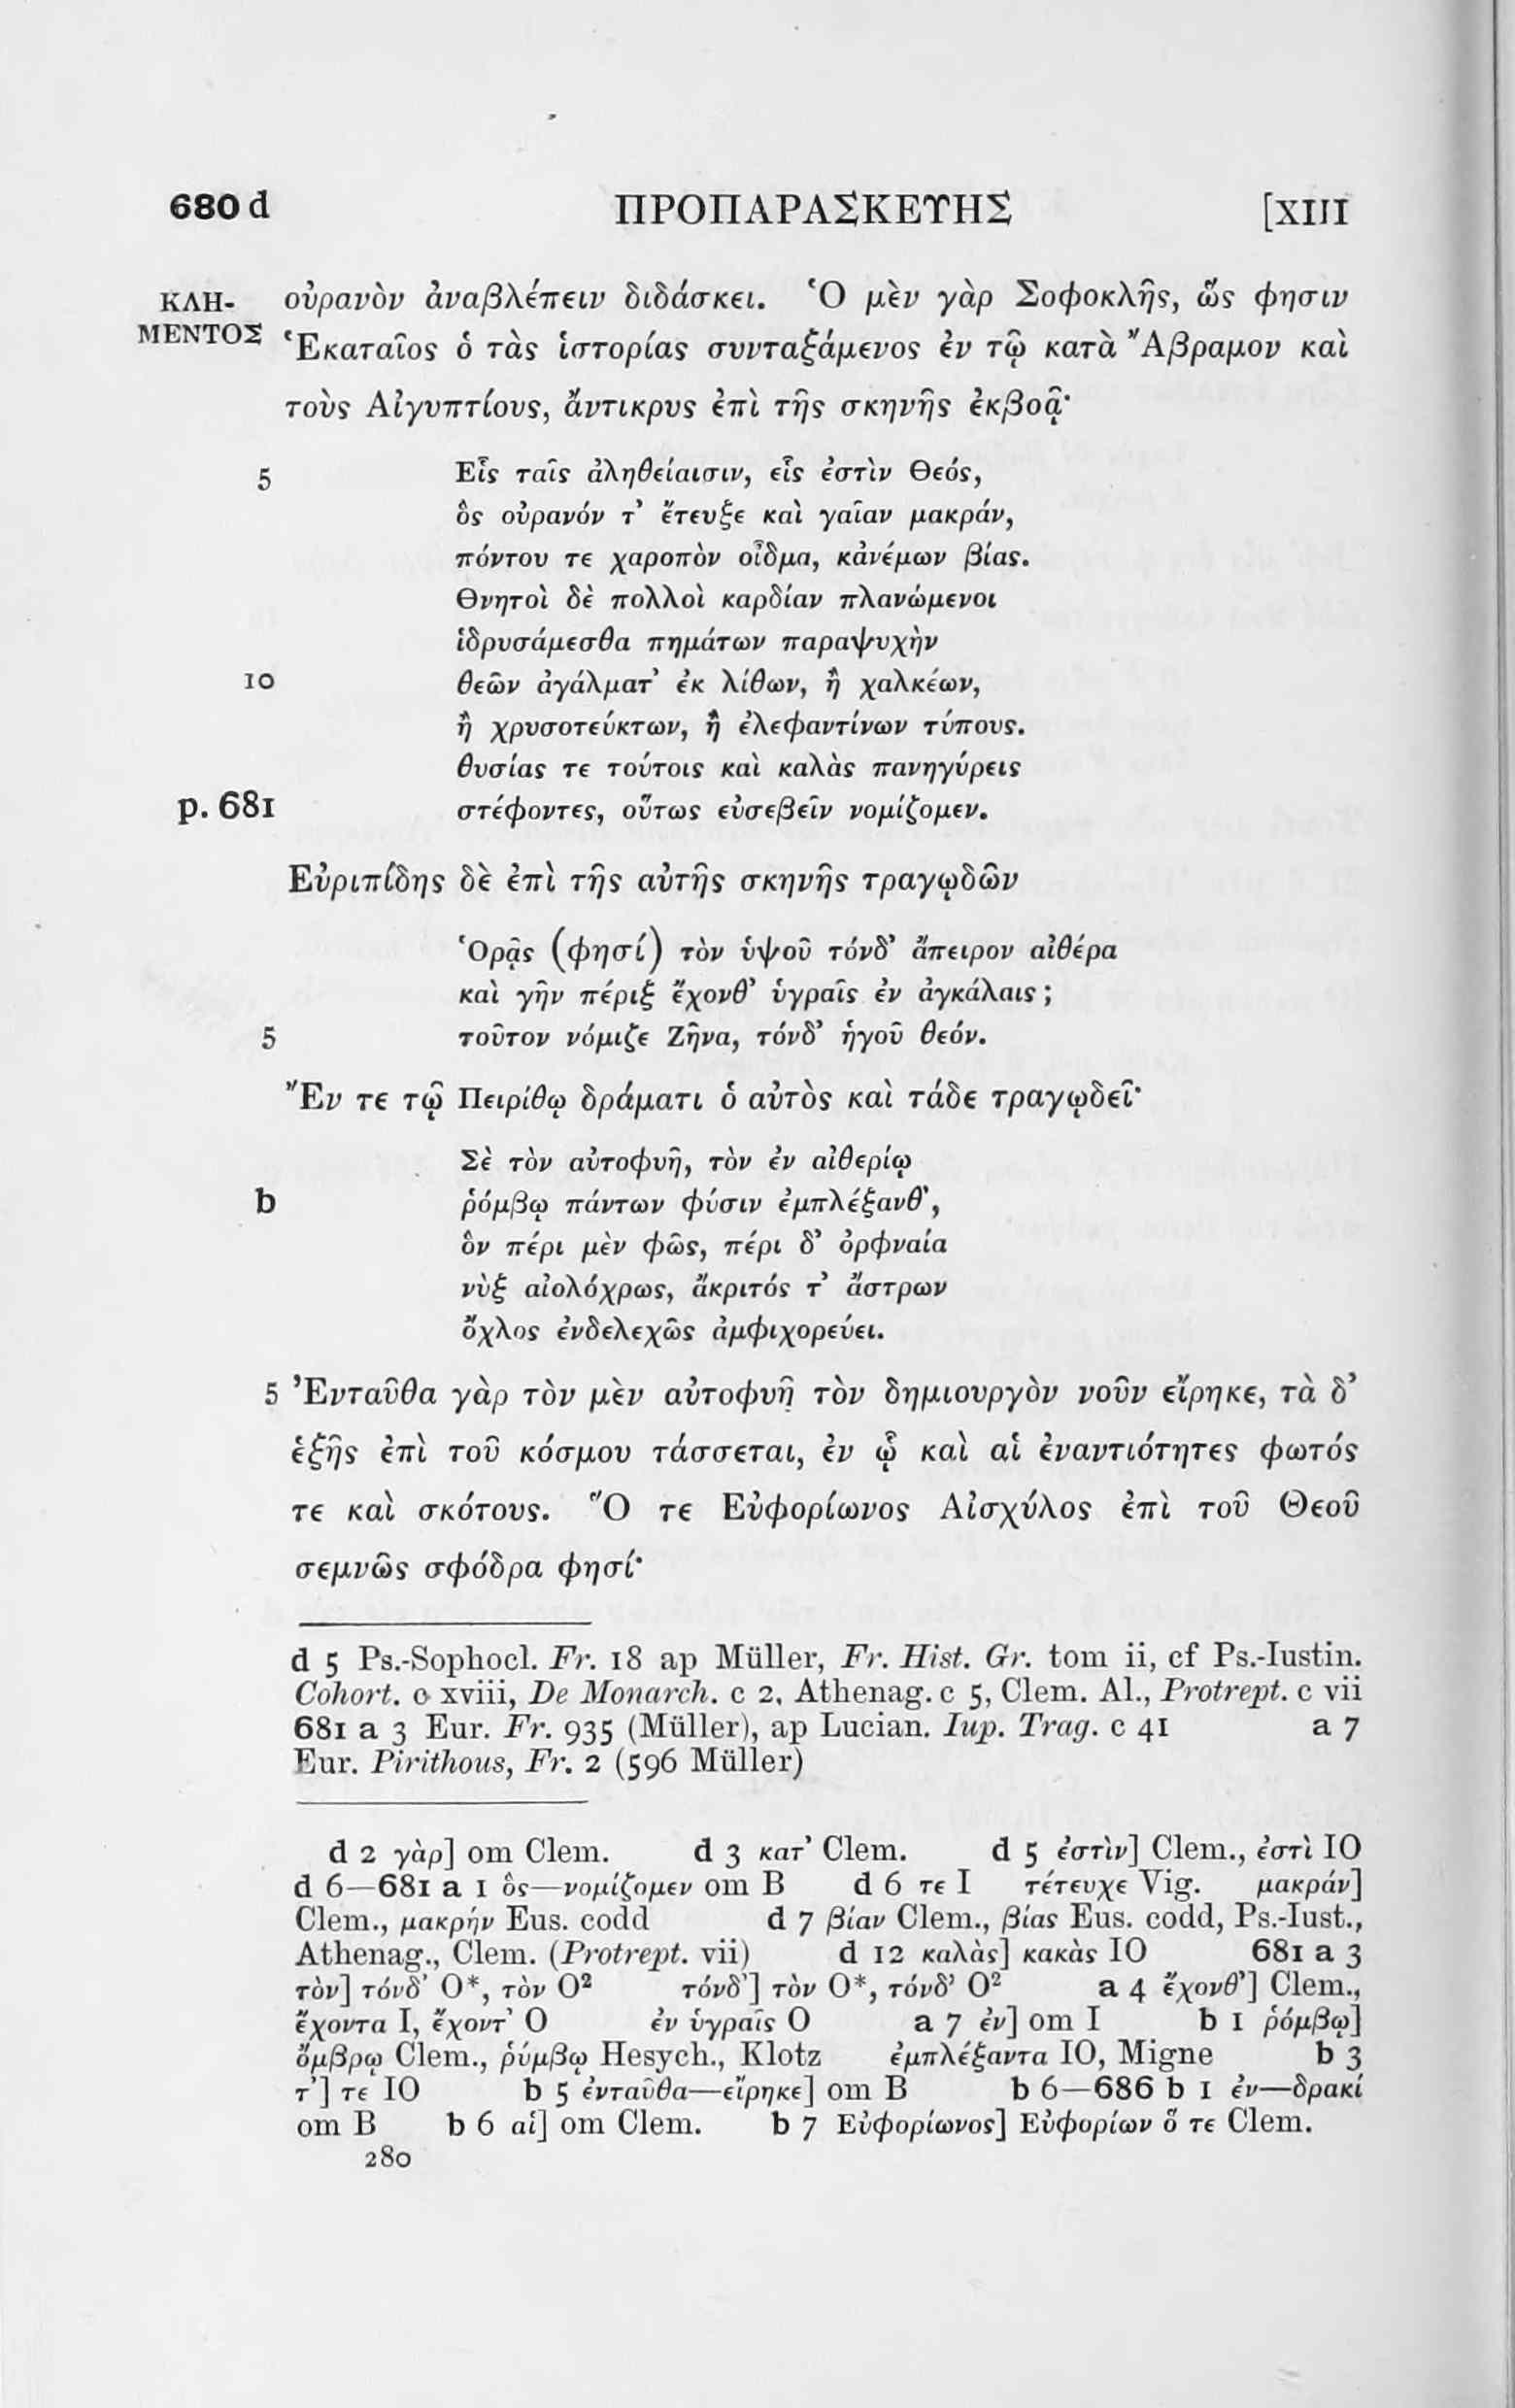 680 d ΠΡΟΠΑΡΑΣΚΕΥΗΣ [XIII
ΚΛΗ- οὐρανὸν ἀναβλέπειν διδάσκει. Ὁ μὲν γὰρ Σοφοκλῆς, ὥς φησιν
ΜΕΝΤΟΣ Ἑκαταῖος ὁ τὰς ἱστορίας συνταξάμενος ἐν τῷ κατὰ Ἄβραμον καὶ
τοὺς Αἰγυπτίους, ἄντικρυς ἐπὶ τῆς σκηνῆς ἐκβοᾷ·
5 Εἷς ταῖς ἀληθείαισιν, εἷς ἐστὶν Θεός,
ὃς οὐρανόν τ’ ἔτευξε καὶ γαῖαν μακράν,
πόντου τε χαροπὸν οἶδμα, κἀνέμων βίας.
Θνητοὶ δὲ πολλοὶ καρδίαν πλανώμενοι
ἱδρυσάμεσθα πημάτων παραψυχὴν
10 θεῶν ἀγάλματ’ ἐκ λίθων, ἢ χαλκέων,
ἢ χρυσοτεύκτων, ἢ ἐλεφαντίνων τύπους.
θυσίας τε τούτοις καὶ καλὰς πανηγύρεις
p. 681 στέφοντες, οὕτως εὐσεβεῖν νομίζομεν.
Εὐριπίδης δὲ ἐπὶ τῆς αὐτῆς σκηνῆς τραγῳδῶν
Ὁρᾷς (φησί) τὸν ὑψοῦ τόνδ’ ἄπειρον αἰθέρα
καὶ γῆν πέριξ ἔχονθ’ ὑγραῖς ἐν ἀγκάλαις;
5 τοῦτον νόμιζε Ζῆνα, τόνδ’ ἡγοῦ θεόν.
Ἔν τε τῷ Πειρίθῳ δράματι ὁ αὐτὸς καὶ τάδε τραγῳδεῖ·
Σὲ τὸν αὐτοφυῆ, τὸν ἐν αἰθερίῳ
b ῥόμβῳ πάντων φύσιν ἐμπλέξανθ’,
ὃν πέρι μὲν φῶς, πέρι δ’ ὀρφναία
νὺξ αἰολόχρως, ἄκριτός τ’ ἄστρων
ὄχλος ἐνδελεχῶς ἀμφιχορεύει.
5 Ἐνταῦθα γὰρ τὸν μὲν αὐτοφυῆ τὸν δημιουργὸν νοῦν εἴρηκε, τὰ δ’
ἑξῆς ἐπὶ τοῦ κόσμου τάσσεται, ἐν ᾧ καὶ αἱ ἐναντιότητες φωτός
τε καὶ σκότους. Ὅ τε Εὐφορίωνος Αἰσχύλος ἐπὶ τοῦ Θεοῦ
σεμνῶς σφόδρα φησί·
d 5 Ps.-Sophocl. Fr. 18 ap Müller, Fr. Hist. Gr. tom ii, cf Ps.-Iustin.
Cohort. c xviii, De Monarch. c 2, Athenag. c 5, Clem. Al., Protrept. c vii
681 a 3 Eur. Fr. 935 (Müller), ap Lucian. Iup. Trag. c 41 a 7
Eur. Pirithous, Fr. 2 (596 Müller)
d 2 γὰρ] om Clem. d 3 κατ’ Clem. d 5 ἐστὶν] Clem., ἐστὶ IO
d 6—681 a 1 ὃς—νομίζομεν om B d 6 τε I τέτευχε Vig. μακράν]
Clem., μακρήν Eus. codd d 7 βίαν Clem., βίας Eus. codd, Ps.-Iust.,
Athenag., Clem. (Protrept. vii) d 12 καλὰς] κακὰς IO 681 a 3
τὸν] τόνδ’ O*, τὸν O² τόνδ’] τὸν O*, τόνδ’ O² a 4 ἔχονθ’] Clem.,
ἔχοντα I, ἔχοντ’ O ἐν ὑγραῖς O a 7 ἐν] om I b 1 ῥόμβῳ]
ὄμβρῳ Clem., ῥύμβῳ Hesych., Klotz ἐμπλέξαντα IO, Migne b 3
τ’] τε IO b 5 ἐνταῦθα—εἴρηκε] om B b 6—686 b 1 ἐν—δρακί
om B b 6 αἱ] om Clem. b 7 Εὐφορίωνος] Εὐφορίων ὅ τε Clem.
280